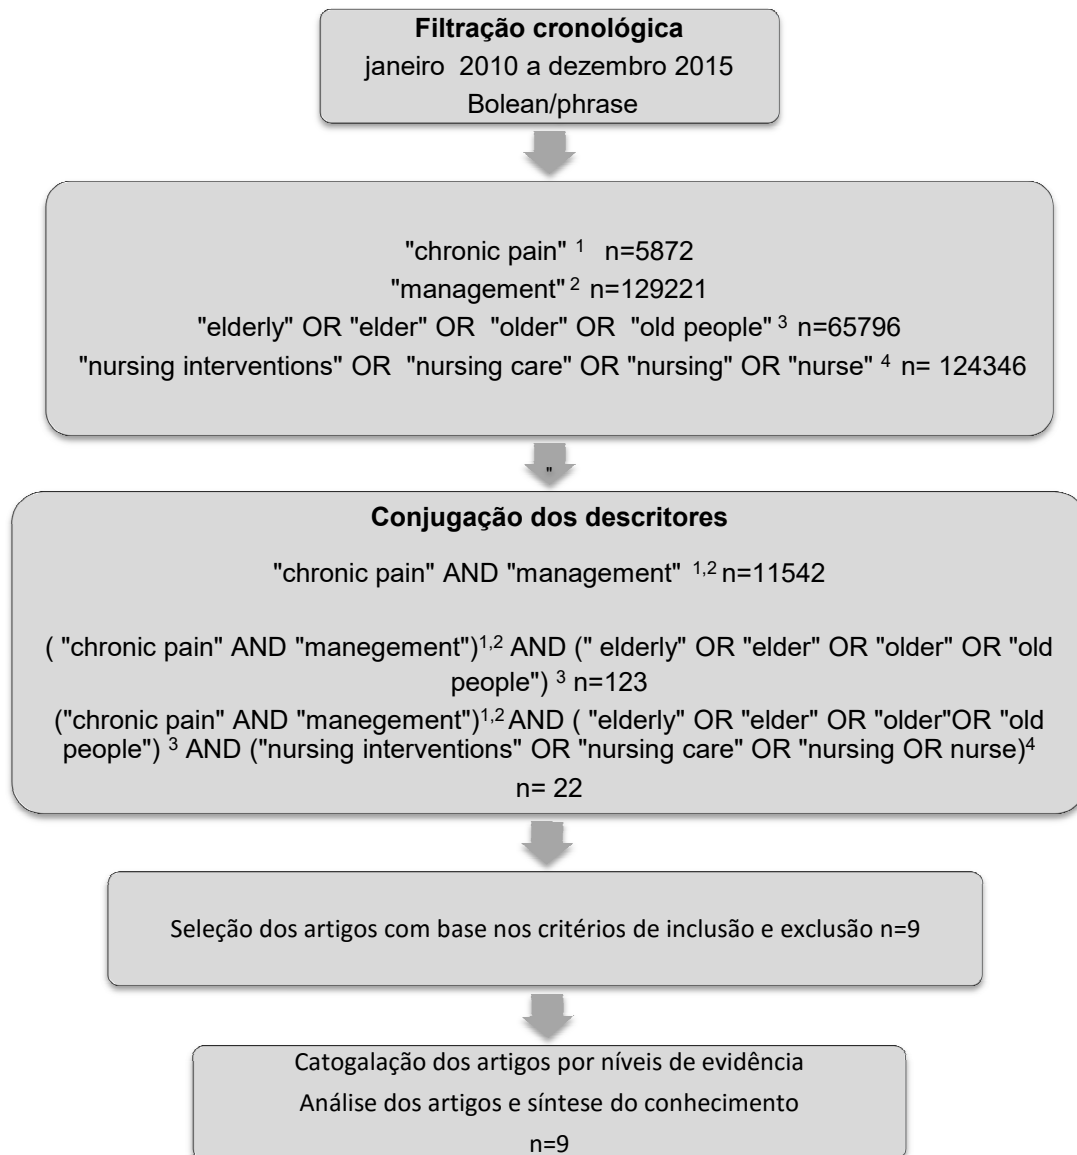 Filtração cronológica
janeiro 2010 a dezembro 2015
Bolean/phrase
"chronic pain" ¹ n=5872
"management" ² n=129221
"elderly" OR "elder" OR "older" OR "old people" ³ n=65796
"nursing interventions" OR "nursing care" OR "nursing" OR "nurse" ⁴ n= 124346
"
Conjugação dos descritores
"chronic pain" AND "management" ¹,² n=11542
( "chronic pain" AND "manegement")¹,² AND (" elderly" OR "elder" OR "older" OR "old
people") ³ n=123
("chronic pain" AND "manegement")¹,² AND ( "elderly" OR "elder" OR "older"OR "old
people") ³ AND ("nursing interventions" OR "nursing care" OR "nursing OR nurse)⁴
n= 22
Seleção dos artigos com base nos critérios de inclusão e exclusão n=9
Catogalação dos artigos por níveis de evidência
Análise dos artigos e síntese do conhecimento
n=9